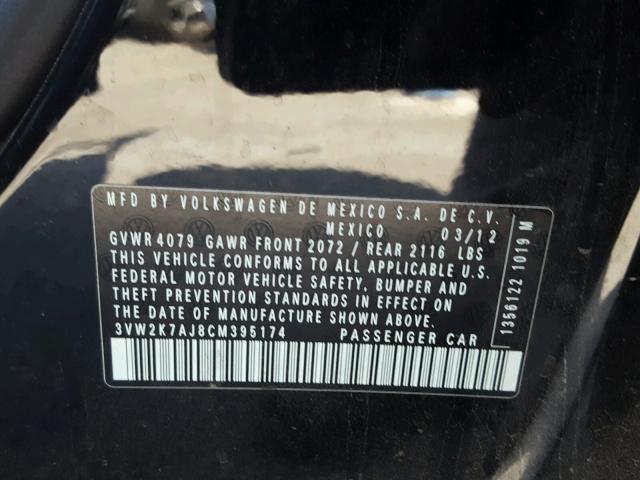 MFD BY VOLKSWAGEN DE MEXICO S.A. DE C.V.
MEXICO 03/12
GVWR 4079 GAWR FRONT 2072 / REAR 2116 LBS
THIS VEHICLE CONFORMS TO ALL APPLICABLE U.S.
FEDERAL MOTOR VEHICLE SAFETY, BUMPER AND
THEFT PREVENTION STANDARDS IN EFFECT ON
THE DATE OF MANUFACTURE SHOWN ABOVE.
3VW2K7AJ8CM395174 PASSENGER CAR
1356122 1019 M